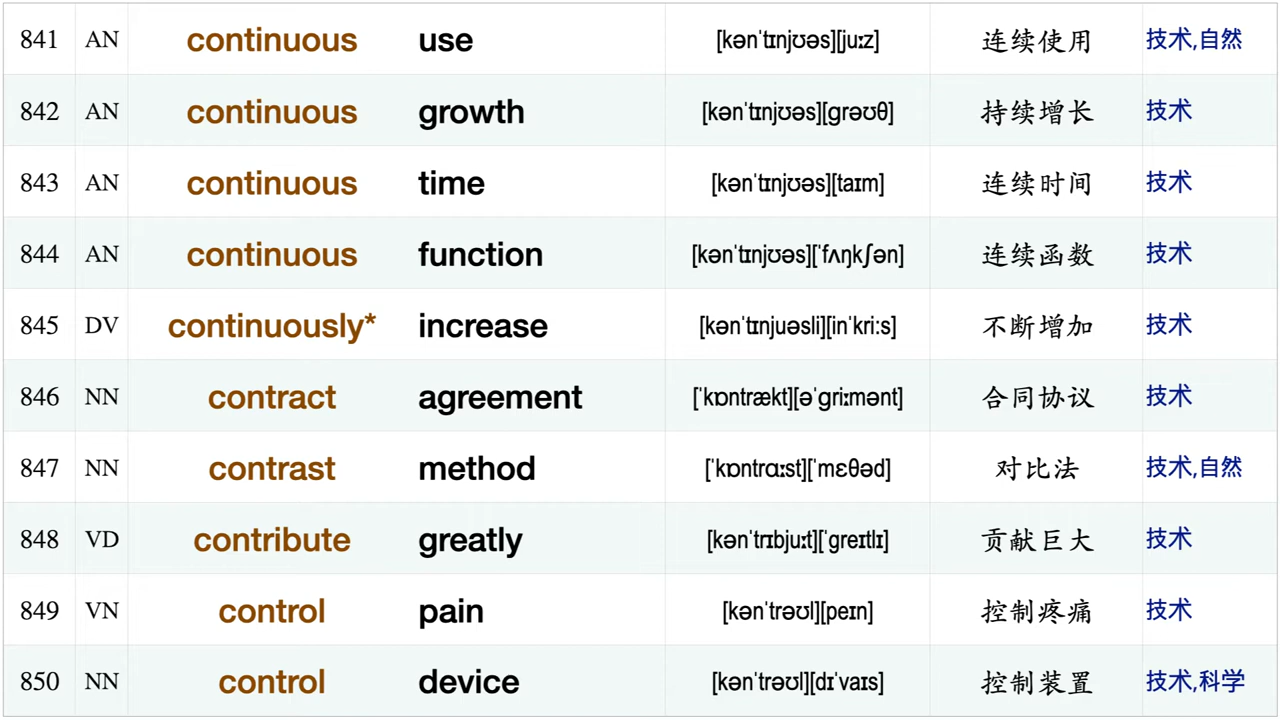 841 AN continuous use [kənˈtɪnjʊəs][juːz] 连续使用 技术,自然
842 AN continuous growth [kənˈtɪnjʊəs][grəʊθ] 持续增长 技术
843 AN continuous time [kənˈtɪnjʊəs][taɪm] 连续时间 技术
844 AN continuous function [kənˈtɪnjʊəs][ˈfʌŋkʃən] 连续函数 技术
845 DV continuously* increase [kənˈtɪnjuəsli][inˈkri:s] 不断增加 技术
846 NN contract agreement [ˈkɒntrækt][əˈgriːmənt] 合同协议 技术
847 NN contrast method [ˈkɒntrɑːst][ˈmɛθəd] 对比法 技术,自然
848 VD contribute greatly [kənˈtrɪbjuːt][ˈgreɪtlɪ] 贡献巨大 技术
849 VN control pain [kənˈtrəʊl][peɪn] 控制疼痛 技术
850 NN control device [kənˈtrəʊl][dɪˈvaɪs] 控制装置 技术,科学